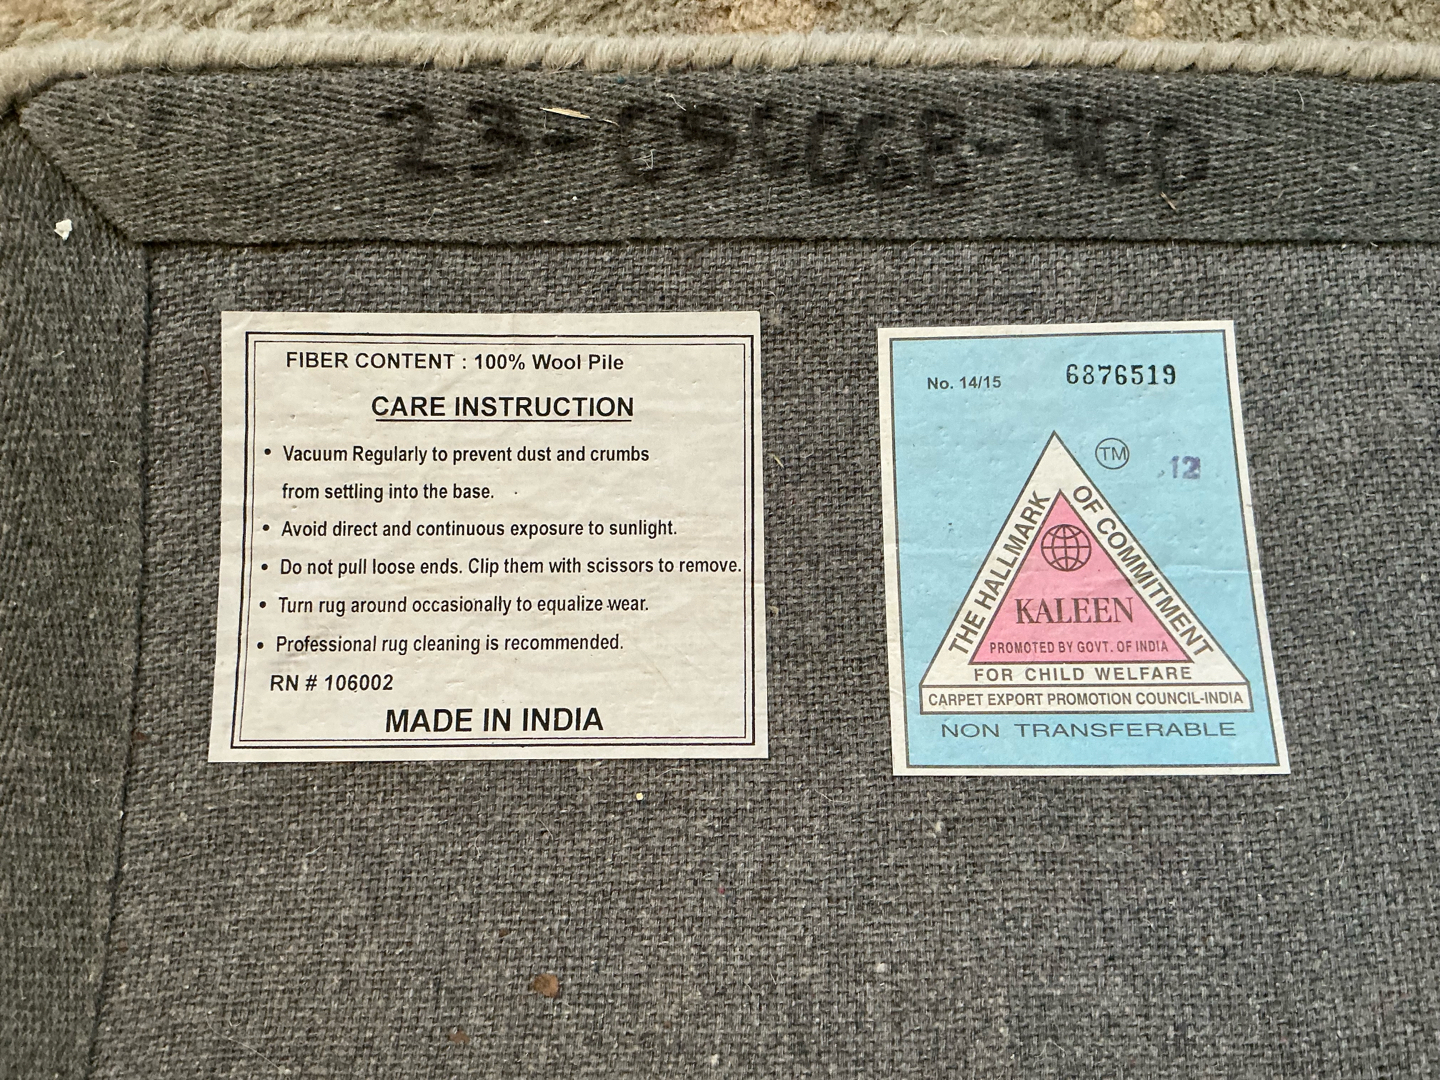 FIBER CONTENT : 100% Wool Pile
CARE INSTRUCTION
• Vacuum Regularly to prevent dust and crumbs
from settling into the base.
• Avoid direct and continuous exposure to sunlight.
• Do not pull loose ends. Clip them with scissors to remove.
• Turn rug around occasionally to equalize wear.
• Professional rug cleaning is recommended.
RN # 106002
MADE IN INDIA
No. 14/15 6876519
TM
12
THE HALLMARK OF COMMITMENT
KALEEN
PROMOTED BY GOVT. OF INDIA
FOR CHILD WELFARE
CARPET EXPORT PROMOTION COUNCIL-INDIA
NON TRANSFERABLE